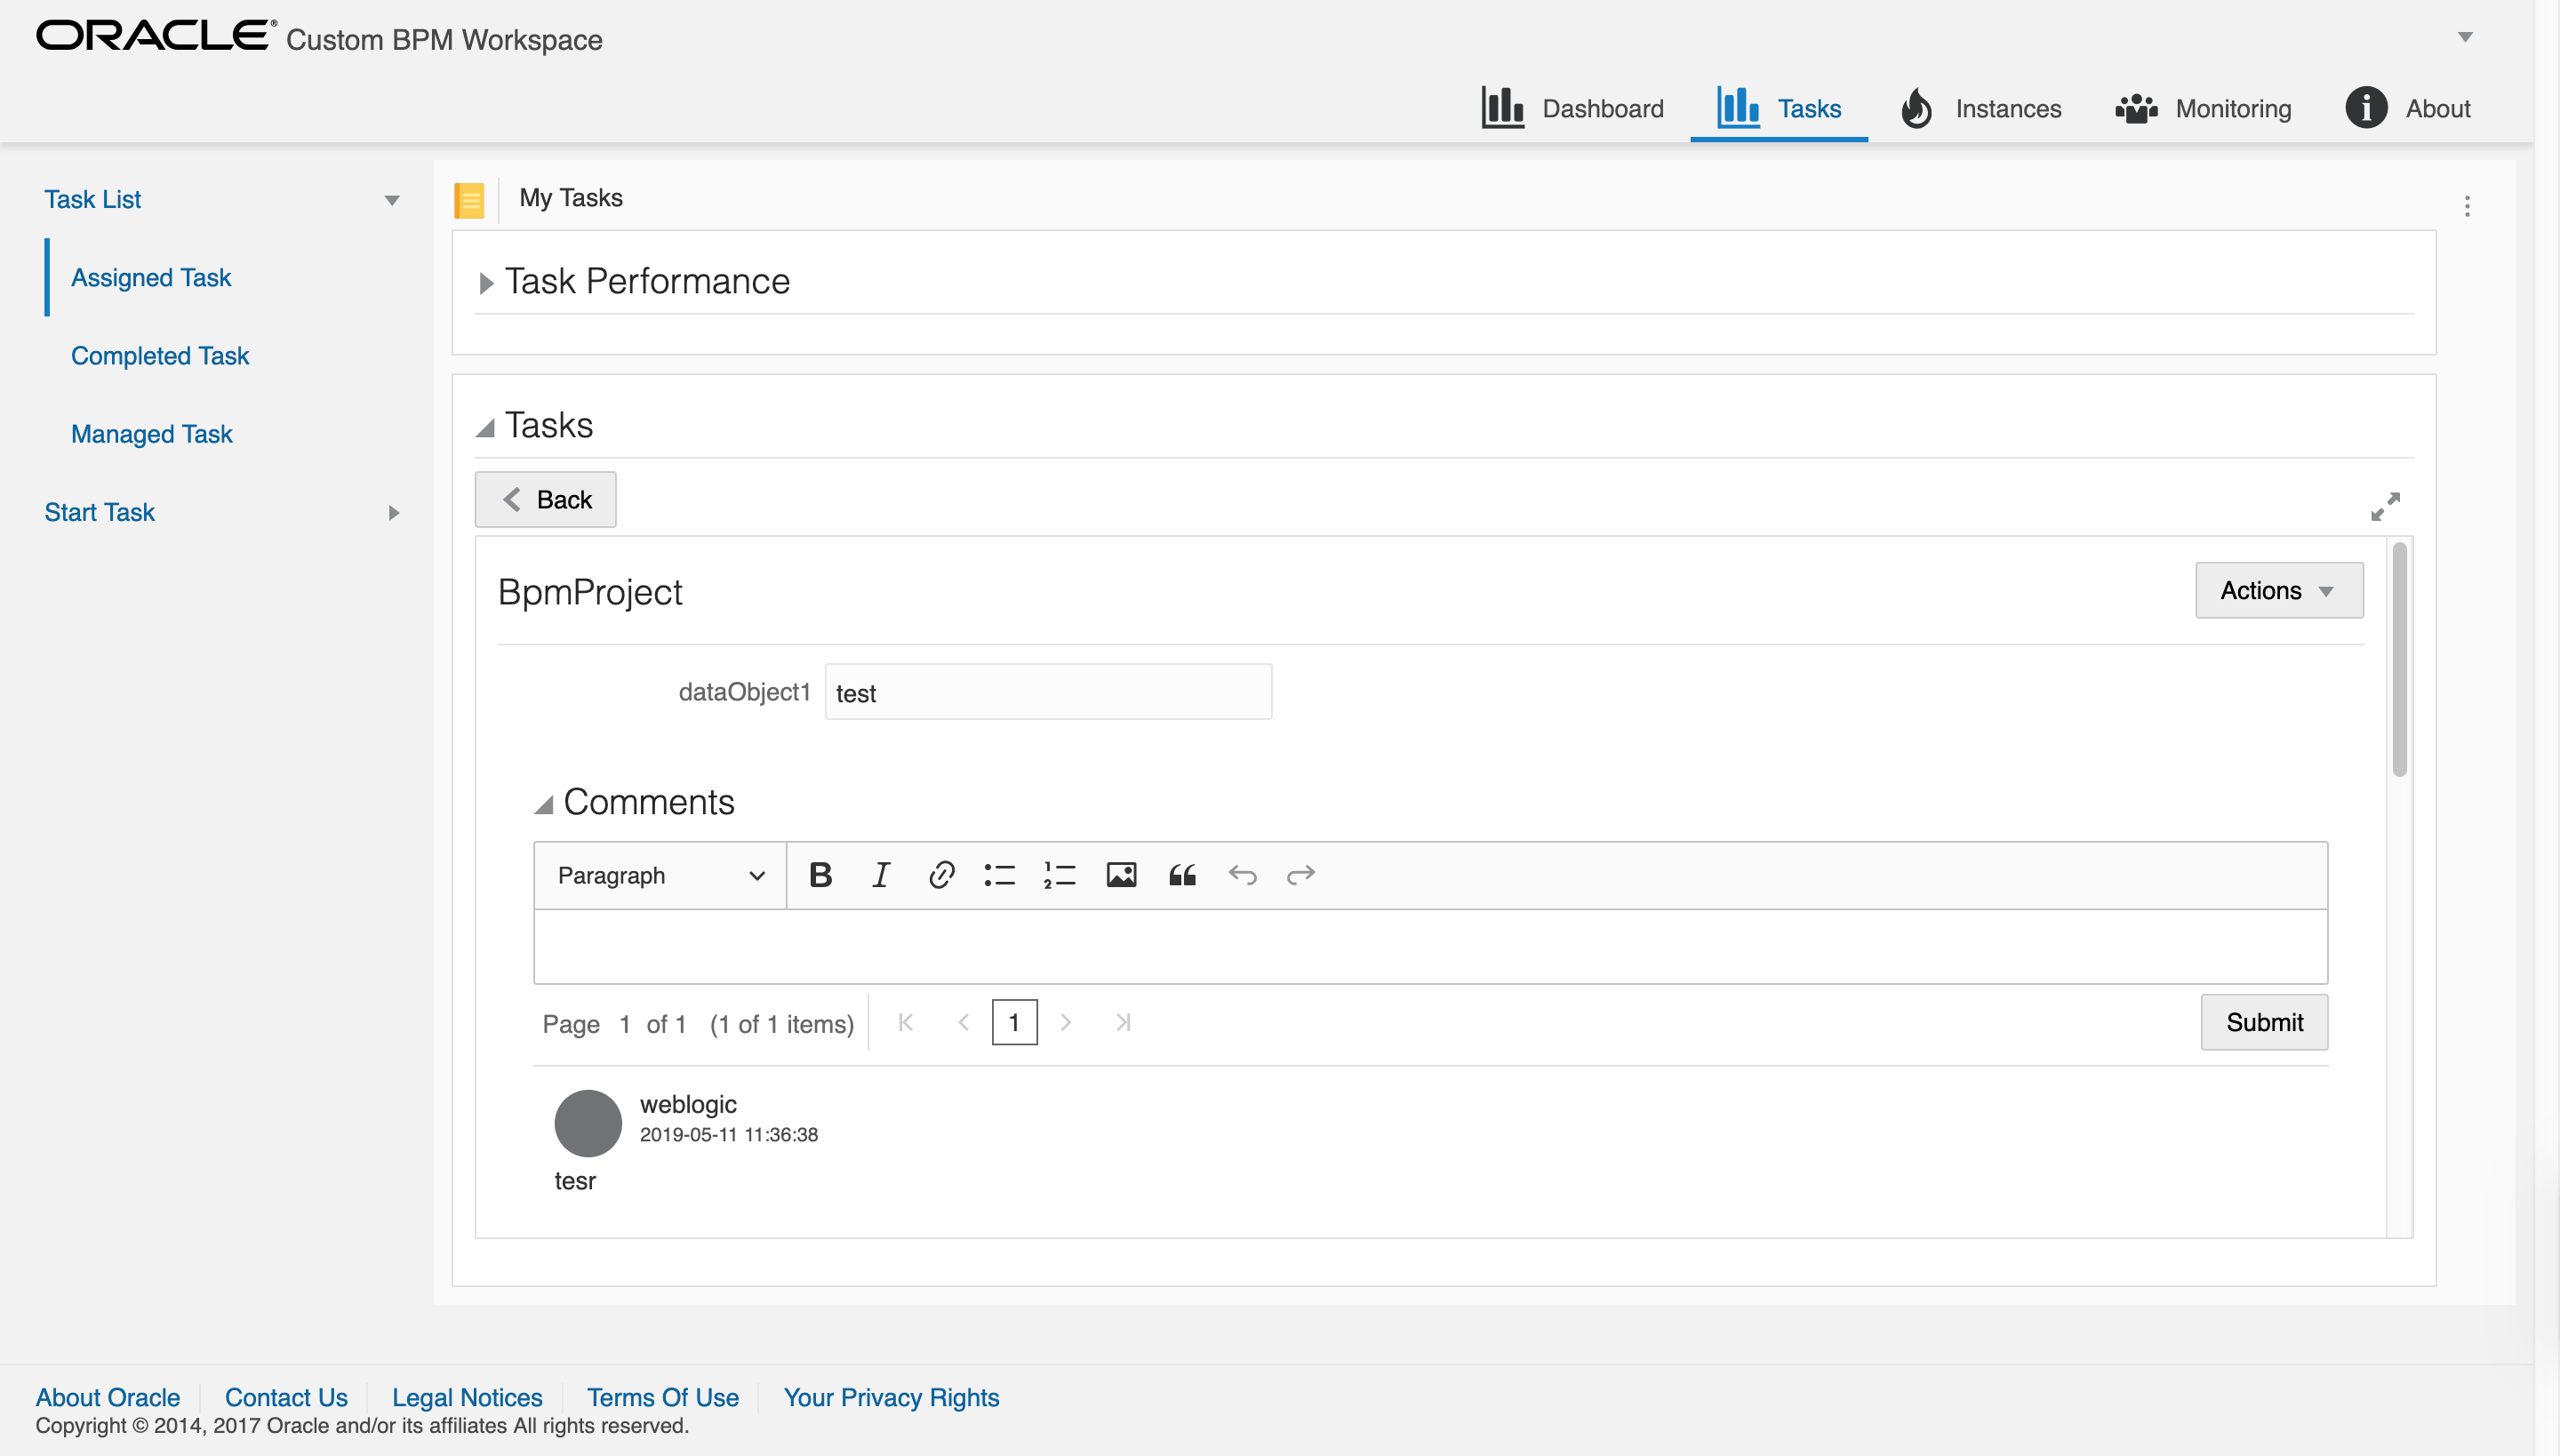 ORACLE® Custom BPM Workspace
Dashboard Tasks Instances Monitoring About
Task List
Assigned Task
Completed Task
Managed Task
Start Task
My Tasks
Task Performance
Tasks
Back
BpmProject
Actions
dataObject1 test
Comments
Paragraph
Page 1 of 1 (1 of 1 items) 1
Submit
weblogic
2019-05-11 11:36:38
tesr
About Oracle Contact Us Legal Notices Terms Of Use Your Privacy Rights
Copyright © 2014, 2017 Oracle and/or its affiliates All rights reserved.